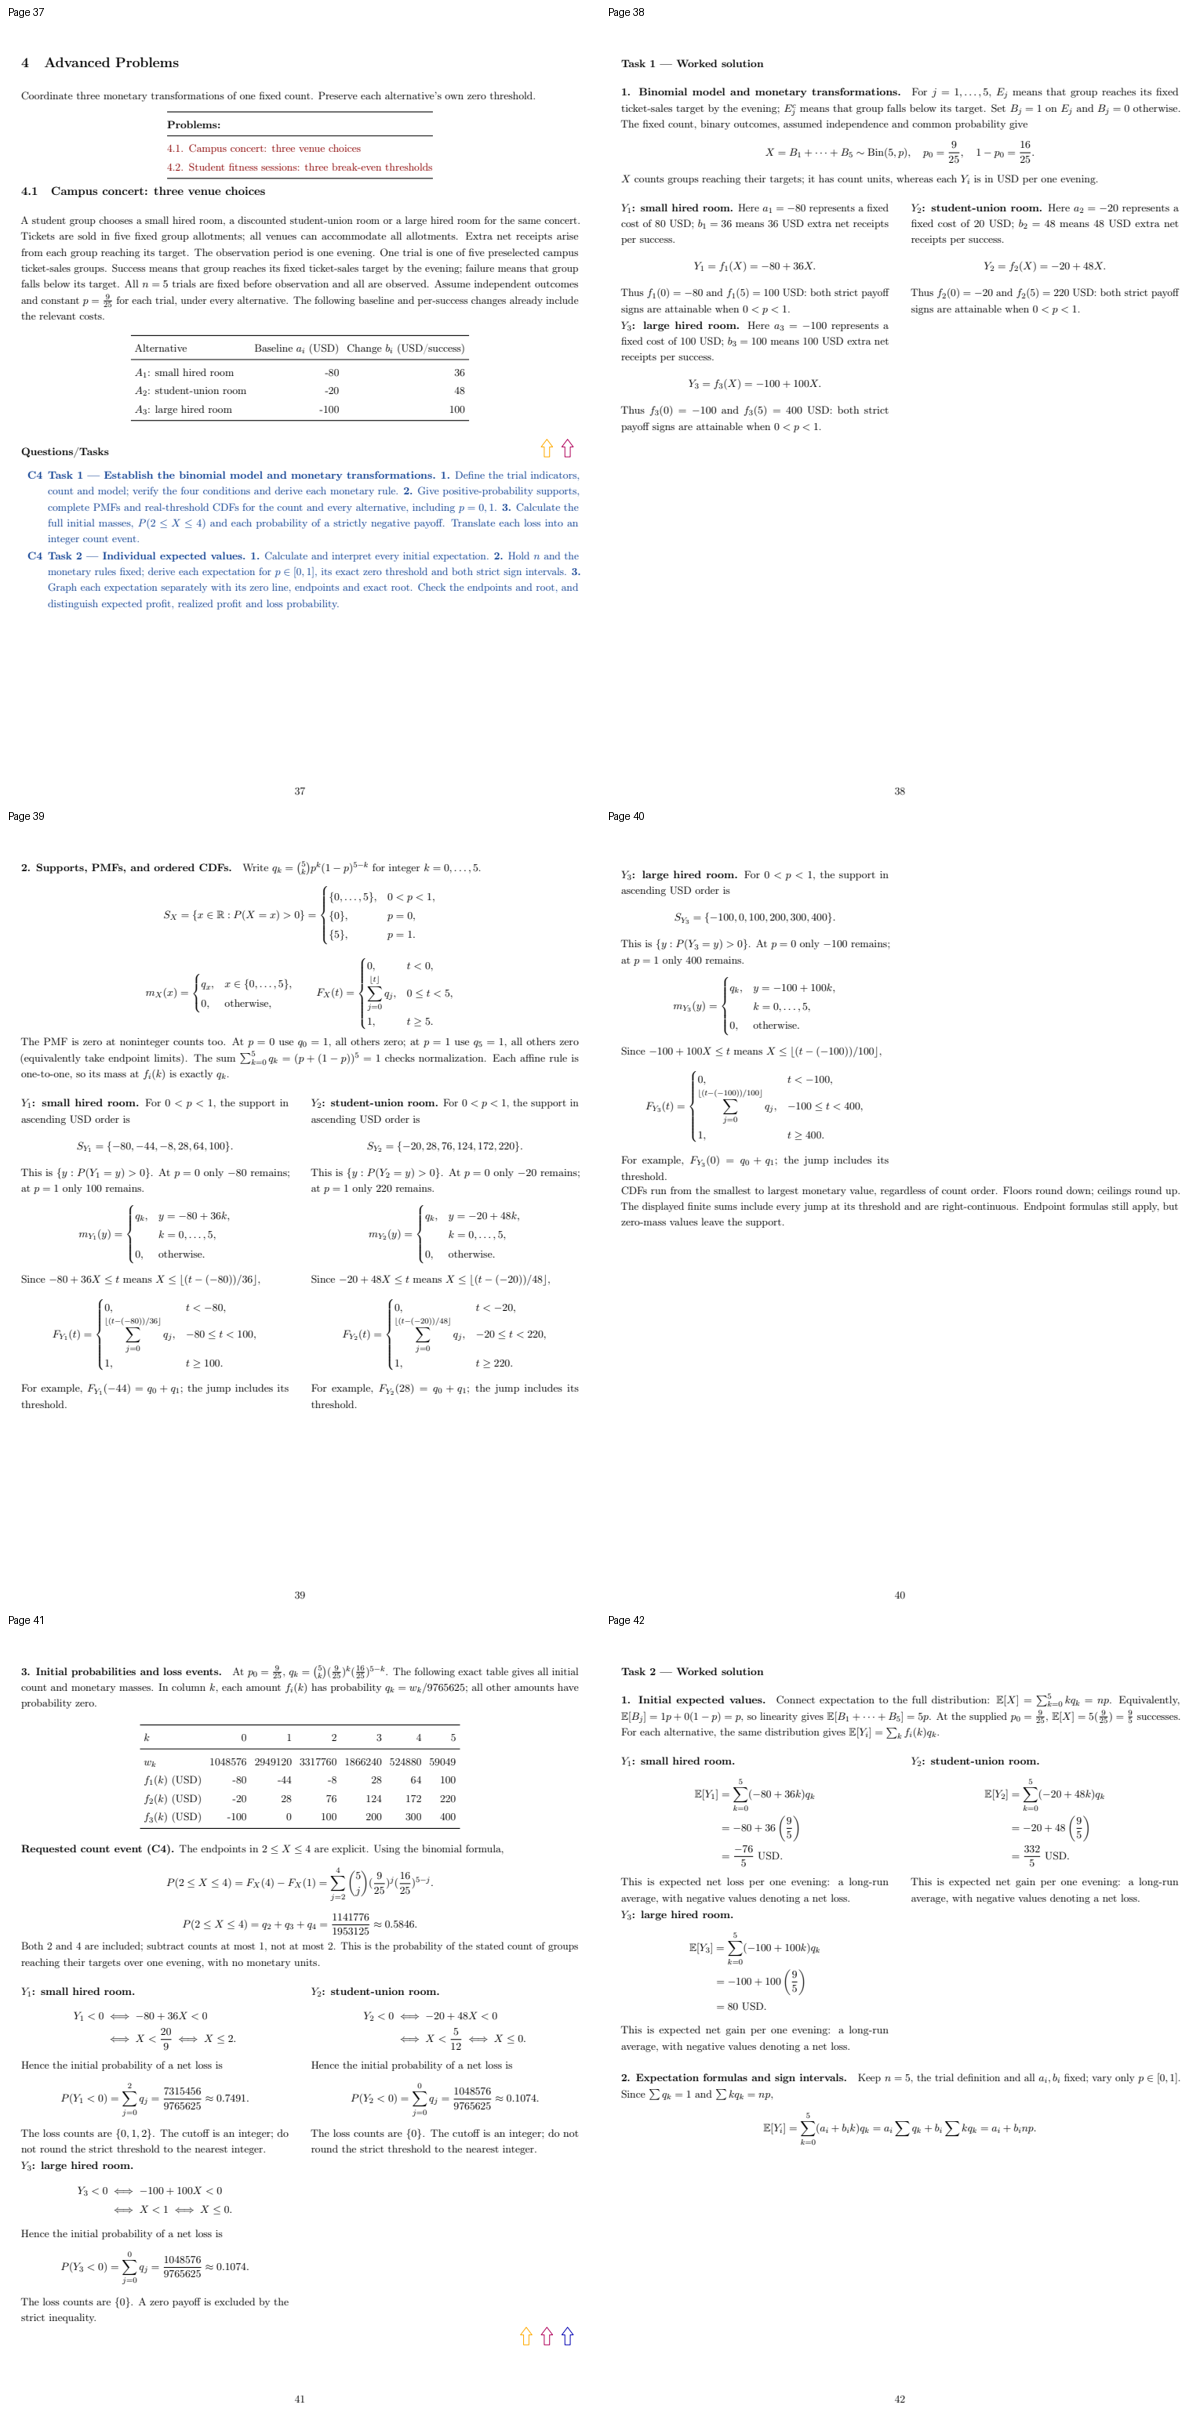 Page 37
4 Advanced Problems
Coordinate three monetary transformations of one fixed count. Preserve each alternative's own zero threshold.
Problems:
4.1. Campus concert: three venue choices
4.2. Student fitness sessions: three break-even thresholds
4.1 Campus concert: three venue choices
A student group chooses a small hired room, a discounted student-union room or a large hired room for the same concert.
Tickets are sold in five fixed group allotments; all venues can accommodate all allotments. Extra net receipts arise
from each group reaching its target. The observation period is one evening. One trial is one of five preselected campus
ticket-sales groups. Success means that group reaches its fixed ticket-sales target by the evening; failure means that group
falls below its target. All n = 5 trials are fixed before observation and all are observed. Assume independent outcomes
and constant p = 9/25 for each trial, under every alternative. The following baseline and per-success changes already include
the relevant costs.
Alternative Baseline a_i (USD) Change b_i (USD/success)
A_1: small hired room -80 36
A_2: student-union room -20 48
A_3: large hired room -100 100
Questions/Tasks
C4 Task 1 — Establish the binomial model and monetary transformations. 1. Define the trial indicators,
count and model; verify the four conditions and derive each monetary rule. 2. Give positive-probability supports,
complete PMFs and real-threshold CDFs for the count and every alternative, including p = 0, 1. 3. Calculate the
full initial masses, P(2 ≤ X ≤ 4) and each probability of a strictly negative payoff. Translate each loss into an
integer count event.
C4 Task 2 — Individual expected values. 1. Calculate and interpret every initial expectation. 2. Hold n and the
monetary rules fixed; derive each expectation for p ∈ [0, 1], its exact zero threshold and both strict sign intervals. 3.
Graph each expectation separately with its zero line, endpoints and exact root. Check the endpoints and root, and
distinguish expected profit, realized profit and loss probability.
37
Page 38
Task 1 — Worked solution
1. Binomial model and monetary transformations. For j = 1, . . . , 5, E_j means that group reaches its fixed
ticket-sales target by the evening; E_j^c means that group falls below its target. Set B_j = 1 on E_j and B_j = 0 otherwise.
The fixed count, binary outcomes, assumed independence and common probability give
X = B_1 + · · · + B_5 ∼ Bin(5, p), p_0 = 9/25, 1 − p_0 = 16/25.
X counts groups reaching their targets; it has count units, whereas each Y_i is in USD per one evening.
Y_1: small hired room. Here a_1 = −80 represents a fixed
cost of 80 USD; b_1 = 36 means 36 USD extra net receipts
per success.
Y_1 = f_1(X) = −80 + 36X.
Thus f_1(0) = −80 and f_1(5) = 100 USD: both strict payoff
signs are attainable when 0 < p < 1.
Y_3: large hired room. Here a_3 = −100 represents a
fixed cost of 100 USD; b_3 = 100 means 100 USD extra net
receipts per success.
Y_3 = f_3(X) = −100 + 100X.
Thus f_3(0) = −100 and f_3(5) = 400 USD: both strict
payoff signs are attainable when 0 < p < 1.
Y_2: student-union room. Here a_2 = −20 represents a
fixed cost of 20 USD; b_2 = 48 means 48 USD extra net
receipts per success.
Y_2 = f_2(X) = −20 + 48X.
Thus f_2(0) = −20 and f_2(5) = 220 USD: both strict payoff
signs are attainable when 0 < p < 1.
38
Page 39
2. Supports, PMFs, and ordered CDFs. Write q_k = (5 choose k) p^k(1 − p)^{5−k} for integer k = 0, . . . , 5.
S_X = {x ∈ ℝ : P(X = x) > 0} = { {0, . . . , 5}, 0 < p < 1,
{0}, p = 0,
{5}, p = 1.
m_X(x) = { q_x, x ∈ {0, . . . , 5},
0, otherwise,
F_X(t) = { 0, t < 0,
∑_{j=0}^{⌊t⌋} q_j, 0 ≤ t < 5,
1, t ≥ 5.
The PMF is zero at noninteger counts too. At p = 0 use q_0 = 1, all others zero; at p = 1 use q_5 = 1, all others zero
(equivalently take endpoint limits). The sum ∑_{k=0}^5 q_k = (p + (1 − p))^5 = 1 checks normalization. Each affine rule is
one-to-one, so its mass at f_i(k) is exactly q_k.
Y_1: small hired room. For 0 < p < 1, the support in
ascending USD order is
S_{Y_1} = {−80, −44, −8, 28, 64, 100}.
This is {y : P(Y_1 = y) > 0}. At p = 0 only −80 remains;
at p = 1 only 100 remains.
m_{Y_1}(y) = { q_k, y = −80 + 36k,
k = 0, . . . , 5,
0, otherwise.
Since −80 + 36X ≤ t means X ≤ ⌊(t − (−80))/36⌋,
F_{Y_1}(t) = { 0, t < −80,
∑_{j=0}^{⌊(t−(−80))/36⌋} q_j, −80 ≤ t < 100,
1, t ≥ 100.
For example, F_{Y_1}(−44) = q_0 + q_1; the jump includes its
threshold.
Y_2: student-union room. For 0 < p < 1, the support in
ascending USD order is
S_{Y_2} = {−20, 28, 76, 124, 172, 220}.
This is {y : P(Y_2 = y) > 0}. At p = 0 only −20 remains;
at p = 1 only 220 remains.
m_{Y_2}(y) = { q_k, y = −20 + 48k,
k = 0, . . . , 5,
0, otherwise.
Since −20 + 48X ≤ t means X ≤ ⌊(t − (−20))/48⌋,
F_{Y_2}(t) = { 0, t < −20,
∑_{j=0}^{⌊(t−(−20))/48⌋} q_j, −20 ≤ t < 220,
1, t ≥ 220.
For example, F_{Y_2}(28) = q_0 + q_1; the jump includes its
threshold.
39
Page 40
Y_3: large hired room. For 0 < p < 1, the support in
ascending USD order is
S_{Y_3} = {−100, 0, 100, 200, 300, 400}.
This is {y : P(Y_3 = y) > 0}. At p = 0 only −100 remains;
at p = 1 only 400 remains.
m_{Y_3}(y) = { q_k, y = −100 + 100k,
k = 0, . . . , 5,
0, otherwise.
Since −100 + 100X ≤ t means X ≤ ⌊(t − (−100))/100⌋,
F_{Y_3}(t) = { 0, t < −100,
∑_{j=0}^{⌊(t−(−100))/100⌋} q_j, −100 ≤ t < 400,
1, t ≥ 400.
For example, F_{Y_3}(0) = q_0 + q_1; the jump includes its
threshold.
CDFs run from the smallest to largest monetary value, regardless of count order. Floors round down; ceilings round up.
The displayed finite sums include every jump at its threshold and are right-continuous. Endpoint formulas still apply, but
zero-mass values leave the support.
40
Page 41
3. Initial probabilities and loss events. At p_0 = 9/25, q_k = (5 choose k)(9/25)^k(16/25)^{5−k}. The following exact table gives all initial
count and monetary masses. In column k, each amount f_i(k) has probability q_k = w_k/9765625; all other amounts have
probability zero.
k 0 1 2 3 4 5
w_k 1048576 2949120 3317760 1866240 524880 59049
f_1(k) (USD) -80 -44 -8 28 64 100
f_2(k) (USD) -20 28 76 124 172 220
f_3(k) (USD) -100 0 100 200 300 400
Requested count event (C4). The endpoints in 2 ≤ X ≤ 4 are explicit. Using the binomial formula,
P(2 ≤ X ≤ 4) = F_X(4) − F_X(1) = ∑_{j=2}^4 (5 choose j)(9/25)^j(16/25)^{5−j}.
P(2 ≤ X ≤ 4) = q_2 + q_3 + q_4 = 1141776/1953125 ≈ 0.5846.
Both 2 and 4 are included; subtract counts at most 1, not at most 2. This is the probability of the stated count of groups
reaching their targets over one evening, with no monetary units.
Y_1: small hired room.
Y_1 < 0 ⟺ −80 + 36X < 0
⟺ X < 20/9 ⟺ X ≤ 2.
Hence the initial probability of a net loss is
P(Y_1 < 0) = ∑_{j=0}^2 q_j = 7315456/9765625 ≈ 0.7491.
The loss counts are {0, 1, 2}. The cutoff is an integer; do
not round the strict threshold to the nearest integer.
Y_3: large hired room.
Y_3 < 0 ⟺ −100 + 100X < 0
⟺ X < 1 ⟺ X ≤ 0.
Hence the initial probability of a net loss is
P(Y_3 < 0) = ∑_{j=0}^0 q_j = 1048576/9765625 ≈ 0.1074.
The loss counts are {0}. A zero payoff is excluded by the
strict inequality.
Y_2: student-union room.
Y_2 < 0 ⟺ −20 + 48X < 0
⟺ X < 5/12 ⟺ X ≤ 0.
Hence the initial probability of a net loss is
P(Y_2 < 0) = ∑_{j=0}^0 q_j = 1048576/9765625 ≈ 0.1074.
The loss counts are {0}. The cutoff is an integer; do not
round the strict threshold to the nearest integer.
41
Page 42
Task 2 — Worked solution
1. Initial expected values. Connect expectation to the full distribution: 𝔼[X] = ∑_{k=0}^5 kq_k = np. Equivalently,
𝔼[B_j] = 1p + 0(1 − p) = p, so linearity gives 𝔼[B_1 + · · · + B_5] = 5p. At the supplied p_0 = 9/25, 𝔼[X] = 5(9/25) = 9/5 successes.
For each alternative, the same distribution gives 𝔼[Y_i] = ∑_k f_i(k)q_k.
Y_1: small hired room.
𝔼[Y_1] = ∑_{k=0}^5 (−80 + 36k)q_k
= −80 + 36 (9/5)
= −76/5 USD.
This is expected net loss per one evening: a long-run
average, with negative values denoting a net loss.
Y_3: large hired room.
𝔼[Y_3] = ∑_{k=0}^5 (−100 + 100k)q_k
= −100 + 100 (9/5)
= 80 USD.
This is expected net gain per one evening: a long-run
average, with negative values denoting a net loss.
Y_2: student-union room.
𝔼[Y_2] = ∑_{k=0}^5 (−20 + 48k)q_k
= −20 + 48 (9/5)
= 332/5 USD.
This is expected net gain per one evening: a long-run
average, with negative values denoting a net loss.
2. Expectation formulas and sign intervals. Keep n = 5, the trial definition and all a_i, b_i fixed; vary only p ∈ [0, 1].
Since ∑ q_k = 1 and ∑ kq_k = np,
𝔼[Y_i] = ∑_{k=0}^5 (a_i + b_i k)q_k = a_i ∑ q_k + b_i ∑ kq_k = a_i + b_i np.
42